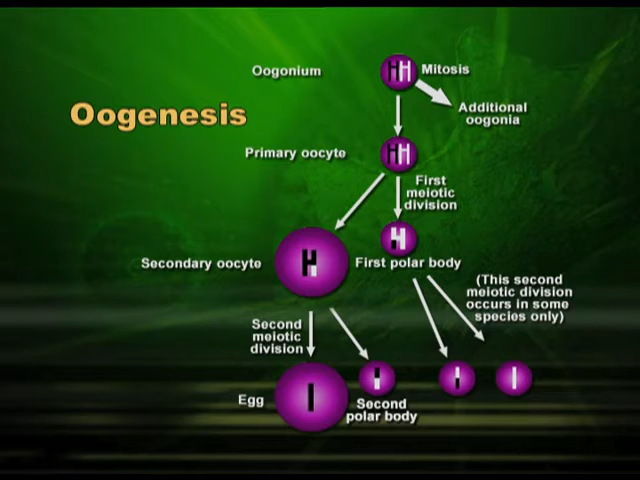 Oogenesis
Oogonium
Mitosis
Additional
oogonia
Primary oocyte
First
meiotic
division
Secondary oocyte
First polar body
(This second
meiotic division
occurs in some
species only)
Second
meiotic
division
Egg
Second
polar body